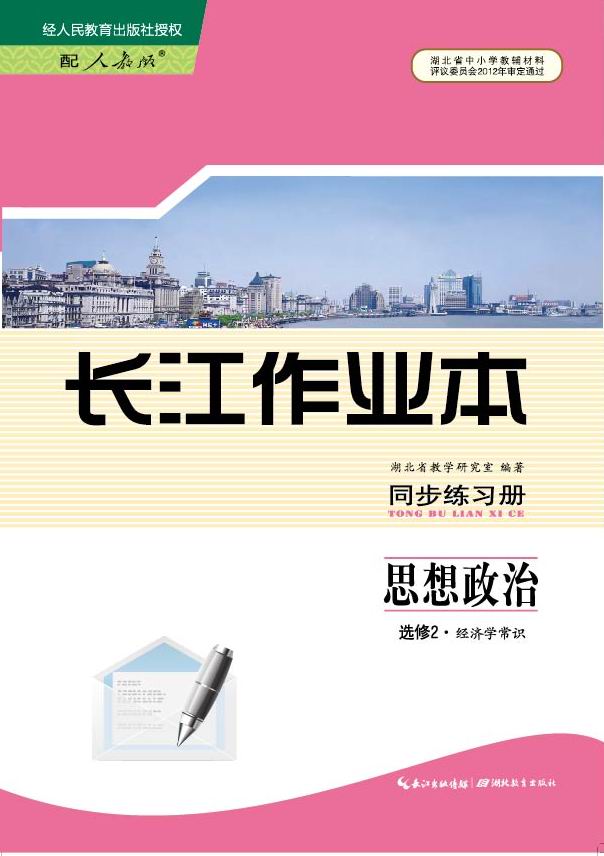 经人民教育出版社授权
配 人教版®
湖北省中小学教辅材料
评议委员会2012年审定通过
长江作业本
湖北省教学研究室 编著
同步练习册
TONG BU LIAN XI CE
思想政治
选修2·经济学常识
长江出版传媒 湖北教育出版社